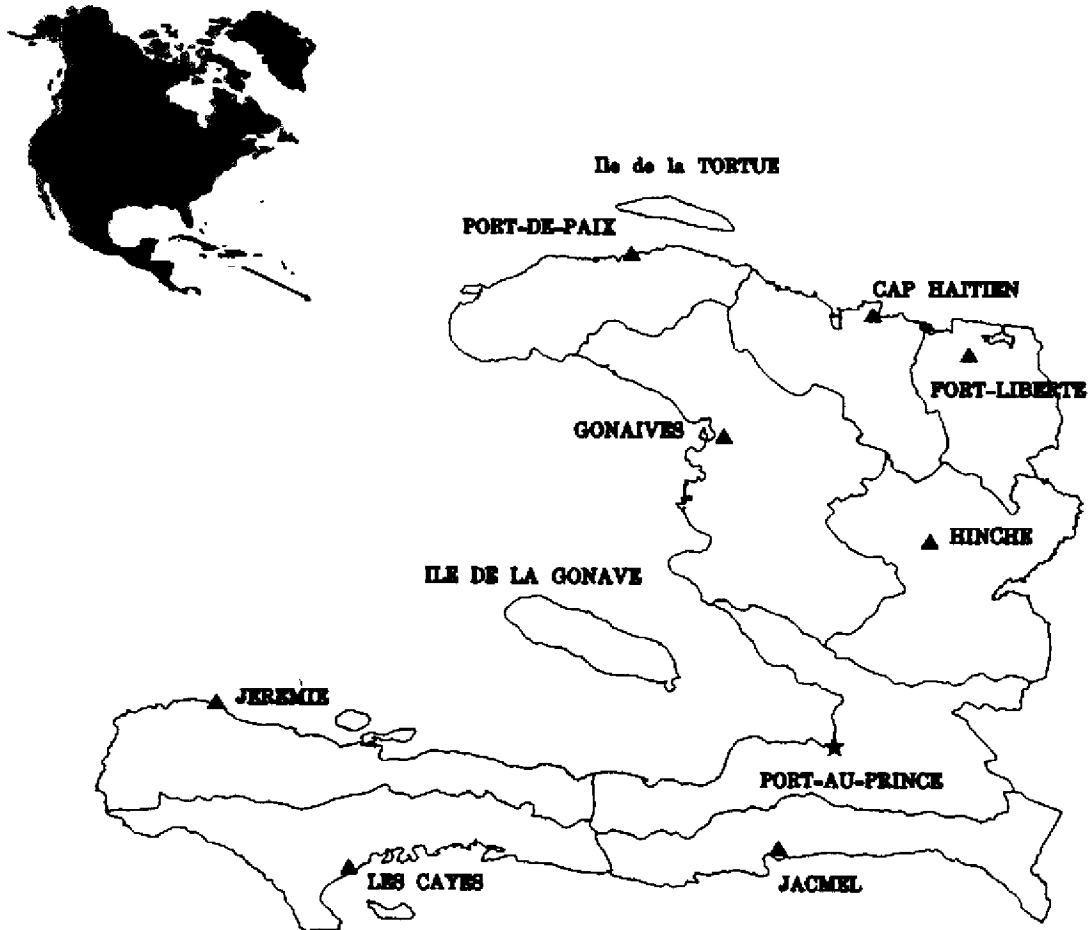 Ile de la TORTUE
PORT-DE-PAIX
CAP HAITIEN
FORT-LIBERTE
GONAIVES
HINCHE
ILE DE LA GONAVE
JEREMIE
PORT-AU-PRINCE
LES CAYES
JACMEL